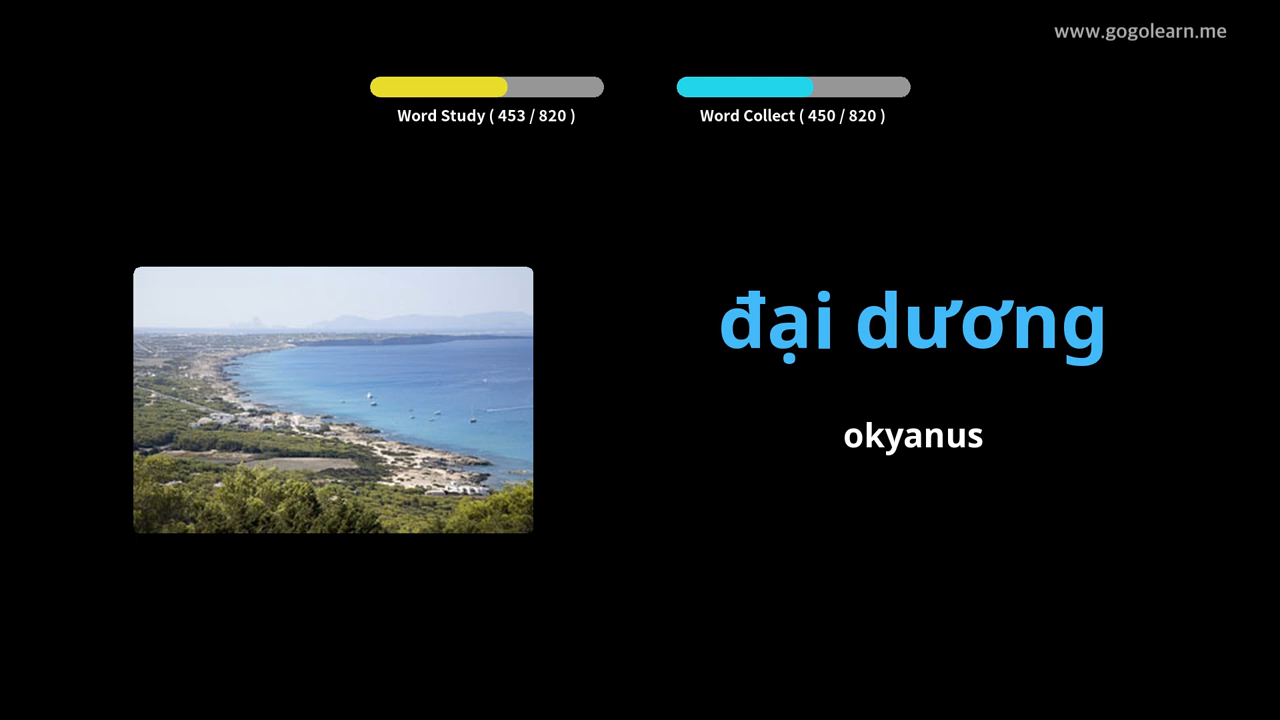 www.gogolearn.me
Word Study ( 453 / 820 )
Word Collect ( 450 / 820 )
đại dương
okyanus